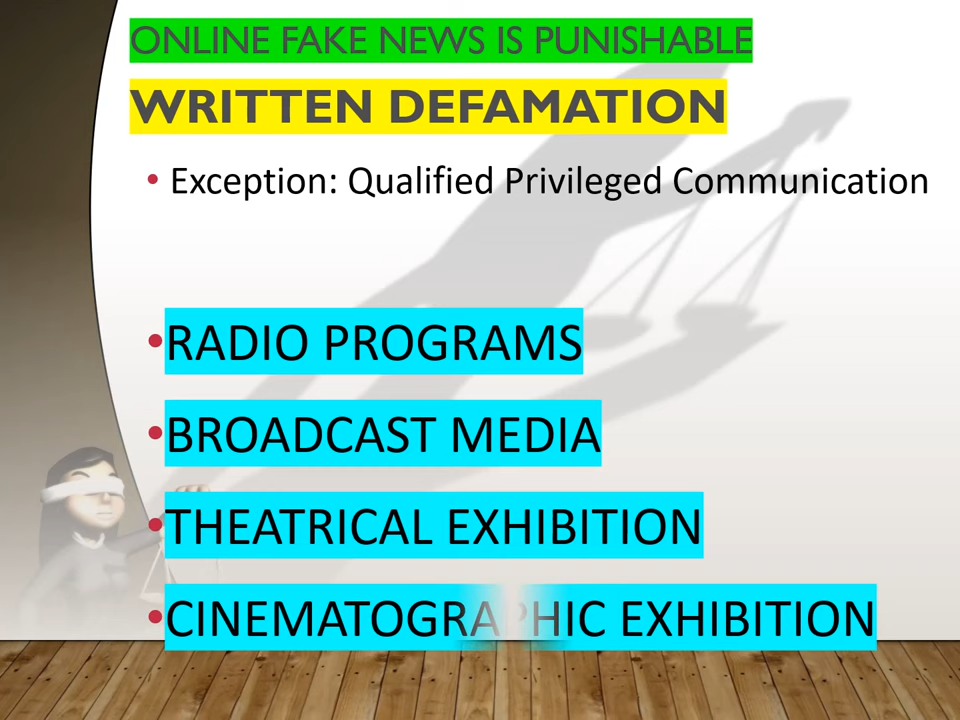 ONLINE FAKE NEWS IS PUNISHABLE
WRITTEN DEFAMATION
• Exception: Qualified Privileged Communication
•RADIO PROGRAMS
•BROADCAST MEDIA
•THEATRICAL EXHIBITION
•CINEMATOGRAPHIC EXHIBITION